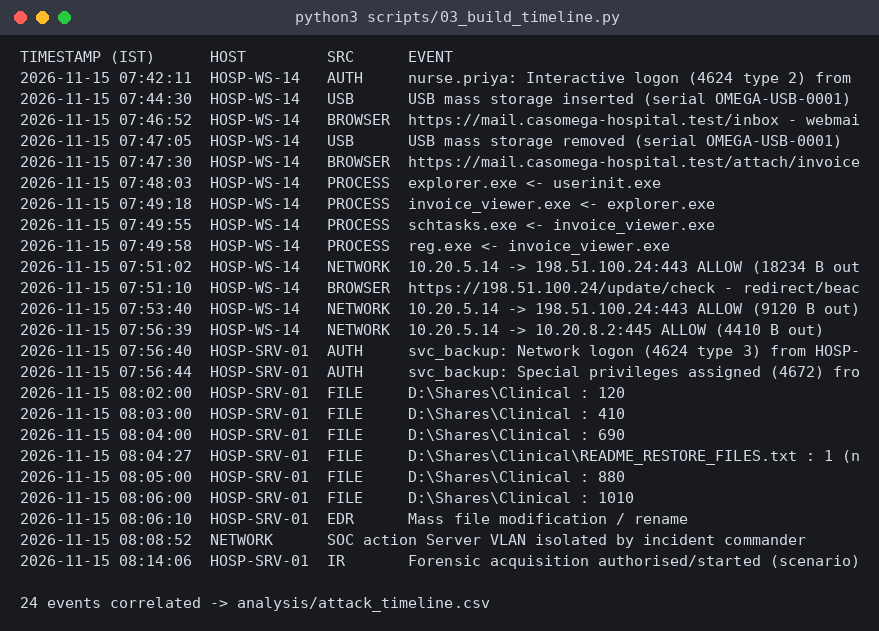 python3 scripts/03_build_timeline.py
TIMESTAMP (IST)      HOST         SRC      EVENT
2026-11-15 07:42:11  HOSP-WS-14   AUTH     nurse.priya: Interactive logon (4624 type 2) from
2026-11-15 07:44:30  HOSP-WS-14   USB      USB mass storage inserted (serial OMEGA-USB-0001)
2026-11-15 07:46:52  HOSP-WS-14   BROWSER  https://mail.casomega-hospital.test/inbox - webmai
2026-11-15 07:47:05  HOSP-WS-14   USB      USB mass storage removed (serial OMEGA-USB-0001)
2026-11-15 07:47:30  HOSP-WS-14   BROWSER  https://mail.casomega-hospital.test/attach/invoice
2026-11-15 07:48:03  HOSP-WS-14   PROCESS  explorer.exe <- userinit.exe
2026-11-15 07:49:18  HOSP-WS-14   PROCESS  invoice_viewer.exe <- explorer.exe
2026-11-15 07:49:55  HOSP-WS-14   PROCESS  schtasks.exe <- invoice_viewer.exe
2026-11-15 07:49:58  HOSP-WS-14   PROCESS  reg.exe <- invoice_viewer.exe
2026-11-15 07:51:02  HOSP-WS-14   NETWORK  10.20.5.14 -> 198.51.100.24:443 ALLOW (18234 B out
2026-11-15 07:51:10  HOSP-WS-14   BROWSER  https://198.51.100.24/update/check - redirect/beac
2026-11-15 07:53:40  HOSP-WS-14   NETWORK  10.20.5.14 -> 198.51.100.24:443 ALLOW (9120 B out)
2026-11-15 07:56:39  HOSP-WS-14   NETWORK  10.20.5.14 -> 10.20.8.2:445 ALLOW (4410 B out)
2026-11-15 07:56:40  HOSP-SRV-01  AUTH     svc_backup: Network logon (4624 type 3) from HOSP-
2026-11-15 07:56:44  HOSP-SRV-01  AUTH     svc_backup: Special privileges assigned (4672) fro
2026-11-15 08:02:00  HOSP-SRV-01  FILE     D:\Shares\Clinical : 120
2026-11-15 08:03:00  HOSP-SRV-01  FILE     D:\Shares\Clinical : 410
2026-11-15 08:04:00  HOSP-SRV-01  FILE     D:\Shares\Clinical : 690
2026-11-15 08:04:27  HOSP-SRV-01  FILE     D:\Shares\Clinical\README_RESTORE_FILES.txt : 1 (n
2026-11-15 08:05:00  HOSP-SRV-01  FILE     D:\Shares\Clinical : 880
2026-11-15 08:06:00  HOSP-SRV-01  FILE     D:\Shares\Clinical : 1010
2026-11-15 08:06:10  HOSP-SRV-01  EDR      Mass file modification / rename
2026-11-15 08:08:52  NETWORK      SOC action Server VLAN isolated by incident commander
2026-11-15 08:14:06  HOSP-SRV-01  IR       Forensic acquisition authorised/started (scenario)
24 events correlated -> analysis/attack_timeline.csv